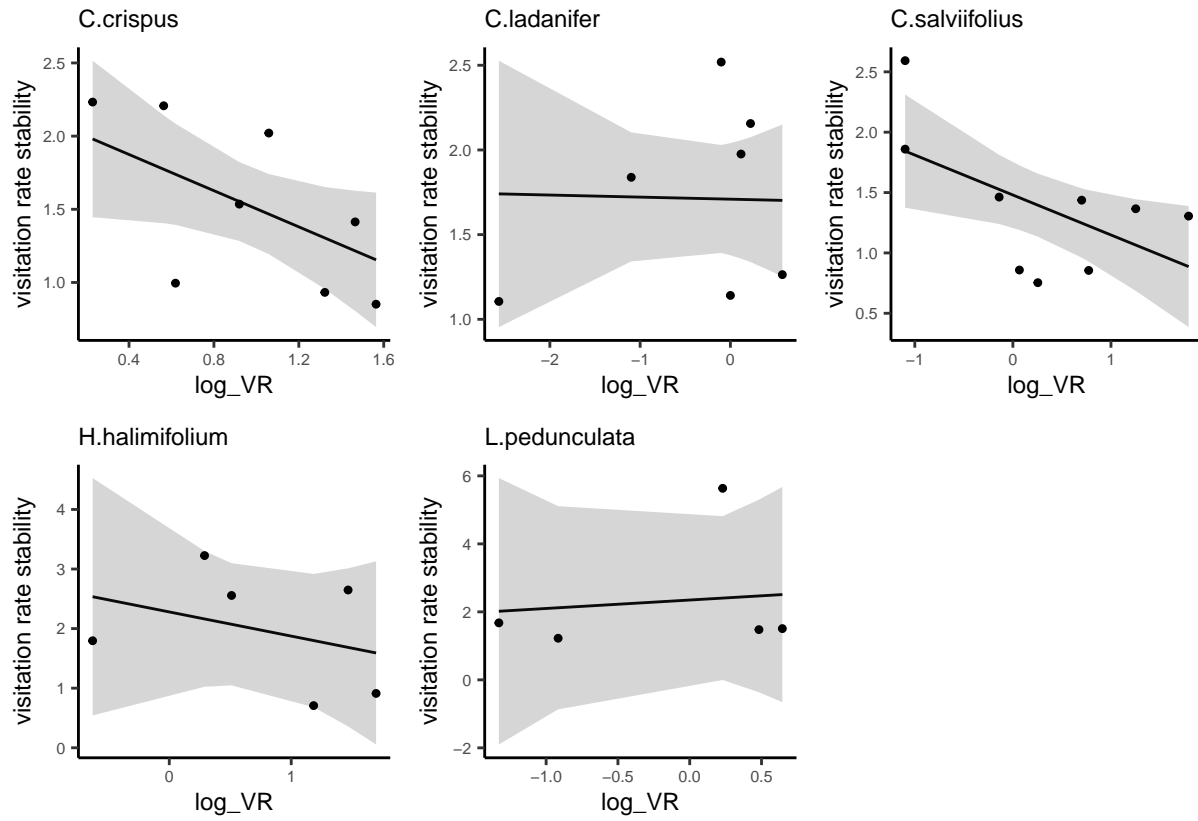 C.crispus
C.ladanifer
C.salviifolius
visitation rate stability
2.5
2.0
1.5
1.0
0.4
0.8
1.2
1.6
log_VR
visitation rate stability
2.5
2.0
1.5
1.0
−2
−1
0
log_VR
visitation rate stability
2.5
2.0
1.5
1.0
0.5
−1
0
1
log_VR
H.halimifolium
L.pedunculata
visitation rate stability
4
3
2
1
0
0
1
log_VR
visitation rate stability
6
4
2
0
−2
−1.0
−0.5
0.0
0.5
log_VR